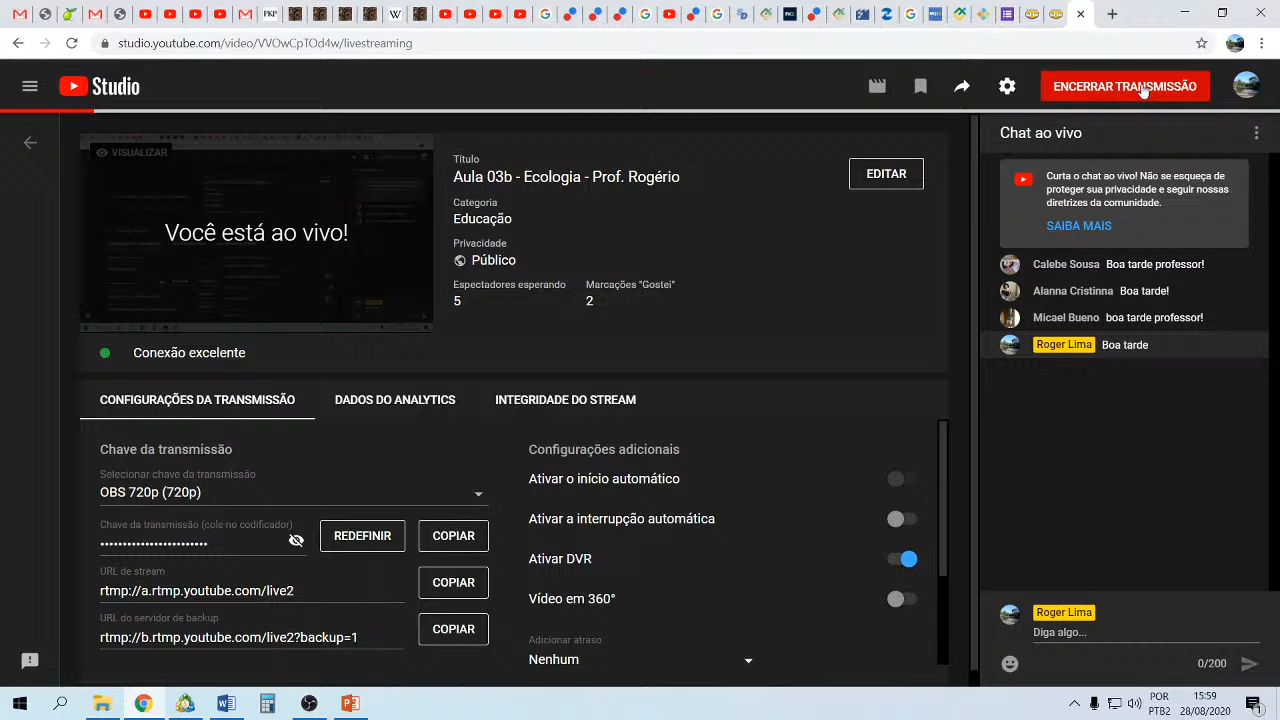 studio.youtube.com/video/VVOwCpTOd4w/livestreaming
Studio
ENCERRAR TRANSMISSÃO
VISUALIZAR
Você está ao vivo!
Título
Aula 03b - Ecologia - Prof. Rogério
EDITAR
Categoria
Educação
Privacidade
Público
Espectadores esperando
Marcações "Gostei"
5
2
Conexão excelente
CONFIGURAÇÕES DA TRANSMISSÃO
DADOS DO ANALYTICS
INTEGRIDADE DO STREAM
Chave da transmissão
Selecionar chave da transmissão
OBS 720p (720p)
Chave da transmissão (cole no codificador)
••••••••••••••••••••••••
REDEFINIR
COPIAR
URL de stream
rtmp://a.rtmp.youtube.com/live2
COPIAR
URL do servidor de backup
rtmp://b.rtmp.youtube.com/live2?backup=1
COPIAR
Configurações adicionais
Ativar o início automático
Ativar a interrupção automática
Ativar DVR
Vídeo em 360°
Adicionar atraso
Nenhum
Chat ao vivo
Curta o chat ao vivo! Não se esqueça de
proteger sua privacidade e seguir nossas
diretrizes da comunidade.
SAIBA MAIS
Calebe Sousa Boa tarde professor!
Alanna Cristinna Boa tarde!
Micael Bueno boa tarde professor!
Roger Lima Boa tarde
Roger Lima
Diga algo...
0/200
POR
PTB2
15:59
28/08/2020